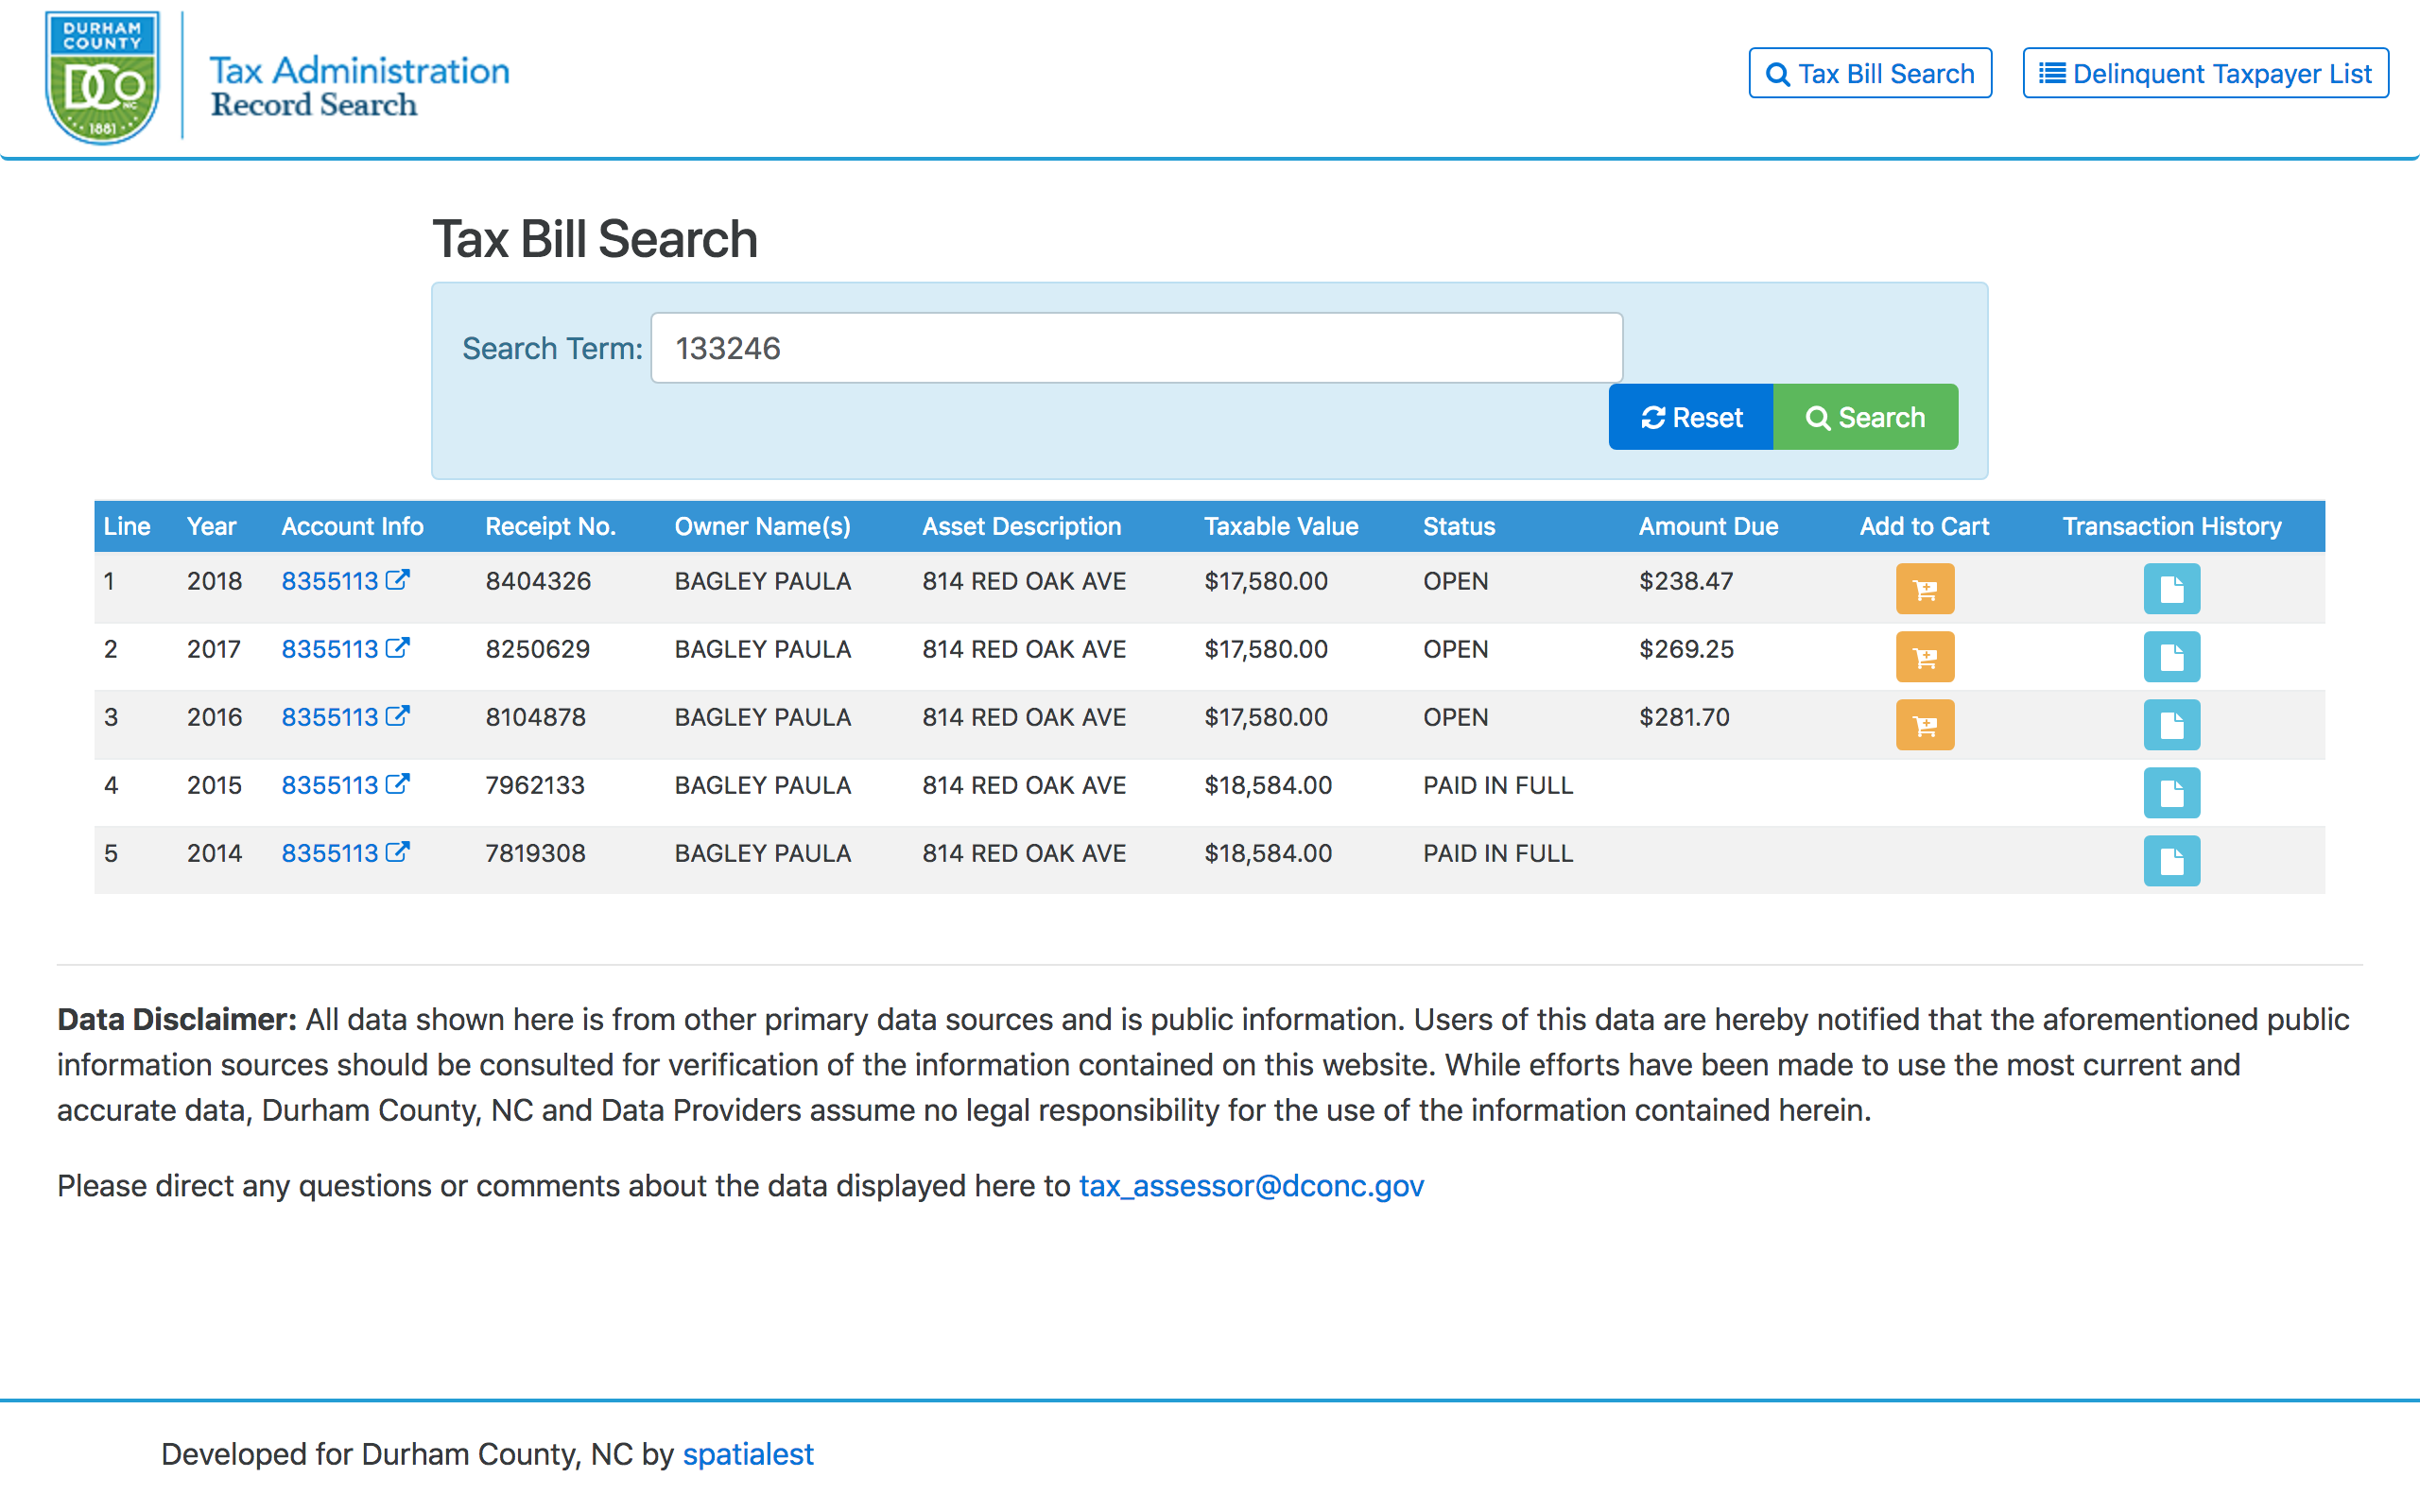 DURHAM
COUNTY
DCO
NC
1881
Tax Administration
Record Search
Tax Bill Search
Delinquent Taxpayer List
Tax Bill Search
Search Term: 133246
Reset Search
Line Year Account Info Receipt No. Owner Name(s) Asset Description Taxable Value Status Amount Due Add to Cart Transaction History
1 2018 8355113 8404326 BAGLEY PAULA 814 RED OAK AVE $17,580.00 OPEN $238.47
2 2017 8355113 8250629 BAGLEY PAULA 814 RED OAK AVE $17,580.00 OPEN $269.25
3 2016 8355113 8104878 BAGLEY PAULA 814 RED OAK AVE $17,580.00 OPEN $281.70
4 2015 8355113 7962133 BAGLEY PAULA 814 RED OAK AVE $18,584.00 PAID IN FULL
5 2014 8355113 7819308 BAGLEY PAULA 814 RED OAK AVE $18,584.00 PAID IN FULL
Data Disclaimer: All data shown here is from other primary data sources and is public information. Users of this data are hereby notified that the aforementioned public
information sources should be consulted for verification of the information contained on this website. While efforts have been made to use the most current and
accurate data, Durham County, NC and Data Providers assume no legal responsibility for the use of the information contained herein.
Please direct any questions or comments about the data displayed here to tax_assessor@dconc.gov
Developed for Durham County, NC by spatialest